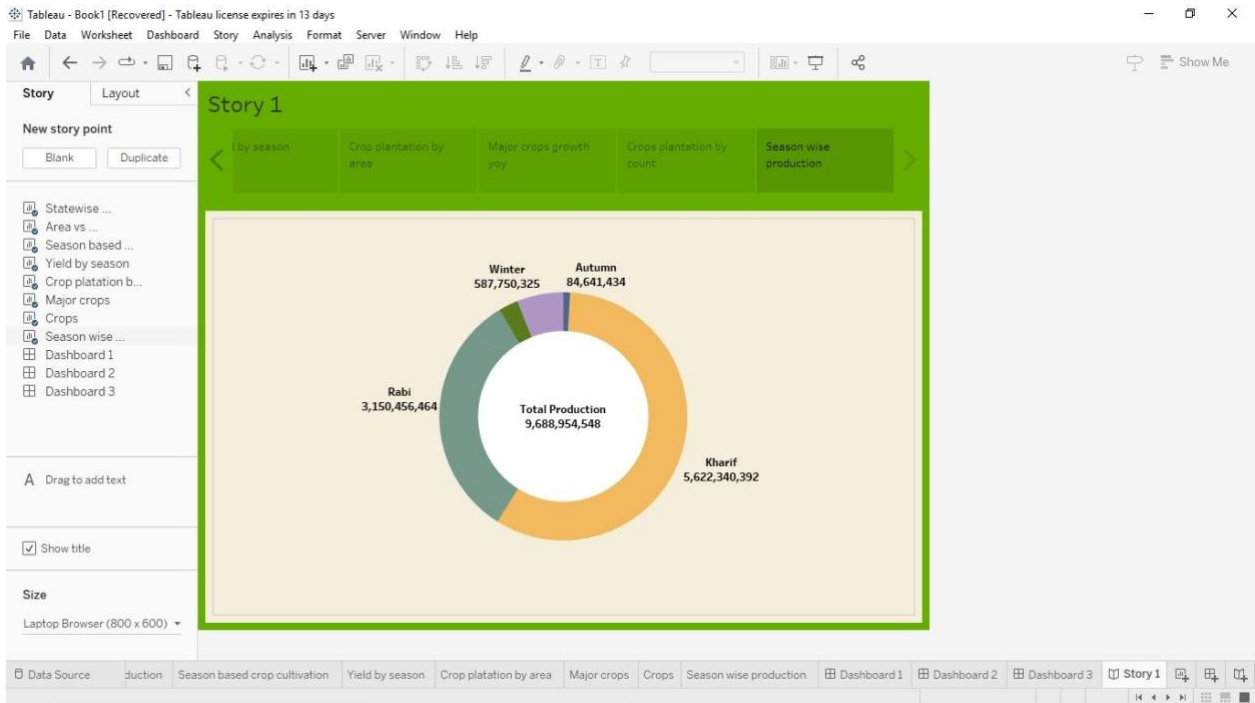 Tableau - Book1 [Recovered] - Tableau license expires in 13 days
File Data Worksheet Dashboard Story Analysis Format Server Window Help
Show Me
Story Layout
New story point
Blank Duplicate
Statewise ...
Area vs ...
Season based ...
Yield by season
Crop platation b...
Major crops
Crops
Season wise ...
Dashboard 1
Dashboard 2
Dashboard 3
A Drag to add text
Show title
Size
Laptop Browser (800 x 600)
Story 1
by season
Crop plantation by
area
Major crops growth
yoy
Crops plantation by
count
Season wise
production
Winter
587,750,325
Autumn
84,641,434
Rabi
3,150,456,464
Total Production
9,688,954,548
Kharif
5,622,340,392
Data Source duction Season based crop cultivation Yield by season Crop platation by area Major crops Crops Season wise production Dashboard 1 Dashboard 2 Dashboard 3 Story 1